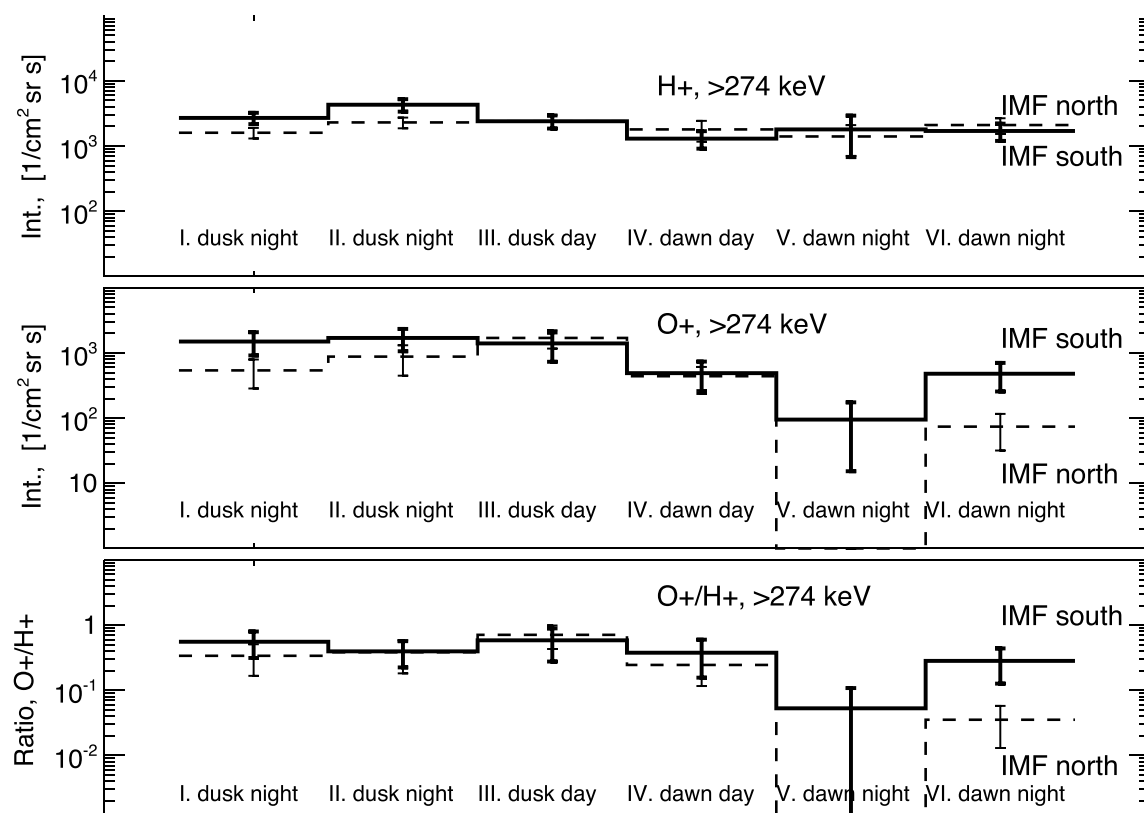 Int., [1/cm² sr s]
10⁴
10³
10²
H+, >274 keV
IMF north
IMF south
I. dusk night II. dusk night III. dusk day IV. dawn day V. dawn night VI. dawn night
Int., [1/cm² sr s]
10³
10²
10
O+, >274 keV
IMF south
IMF north
I. dusk night II. dusk night III. dusk day IV. dawn day V. dawn night VI. dawn night
Ratio, O+/H+
1
10⁻¹
10⁻²
O+/H+, >274 keV
IMF south
IMF north
I. dusk night II. dusk night III. dusk day IV. dawn day V. dawn night VI. dawn night